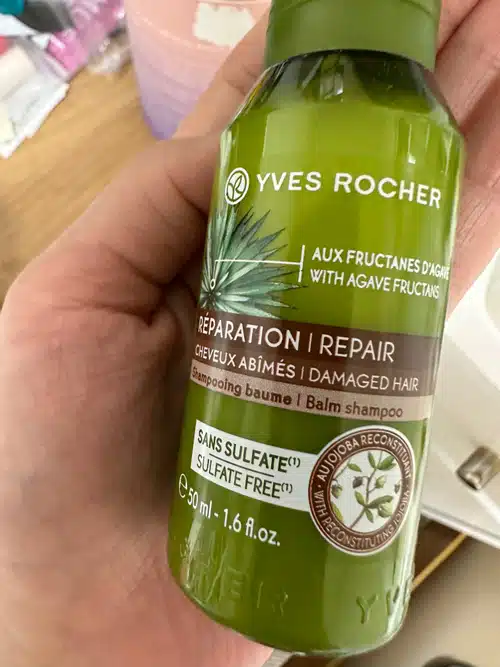 YVES ROCHER
AUX FRUCTANES D'AGAVE
WITH AGAVE FRUCTANS
RÉPARATION | REPAIR
CHEVEUX ABÎMÉS | DAMAGED HAIR
Shampooing baume | Balm shampoo
SANS SULFATE(1)
SULFATE FREE(1)
AU JOJOBA RECONSTITUANT
WITH RECONSTITUTING JOJOBA
℮50 ml - 1.6 fl.oz.